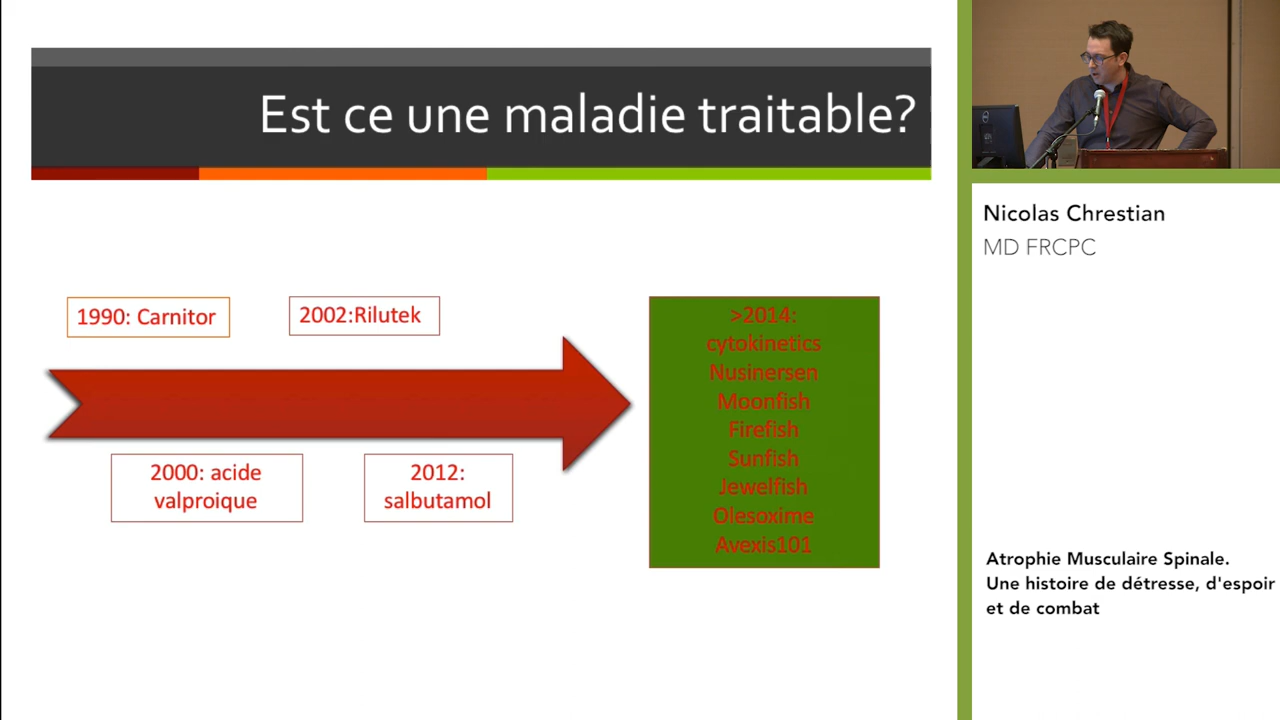 Est ce une maladie traitable?
1990: Carnitor
2002:Rilutek
2000: acide
valproique
2012:
salbutamol
>2014:
cytokinetics
Nusinersen
Moonfish
Firefish
Sunfish
Jewelfish
Olesoxime
Avexis101
Nicolas Chrestian
MD FRCPC
Atrophie Musculaire Spinale.
Une histoire de détresse, d'espoir
et de combat